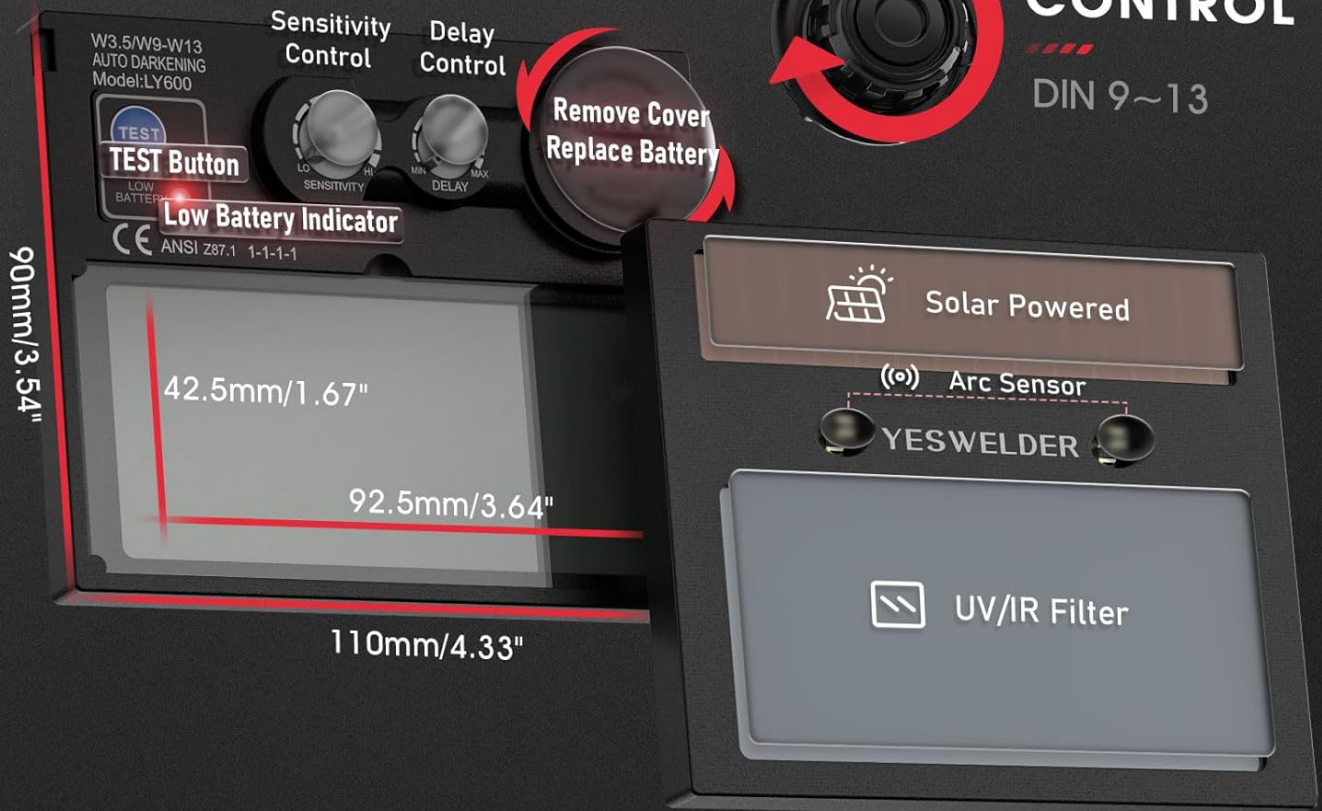 CONTROL
DIN 9~13
Sensitivity
Control
Delay
Control
W3.5/W9-W13
AUTO DARKENING
Model:LY600
TEST
TEST Button
LOW
BATTERY
Low Battery Indicator
LO
HI
SENSITIVITY
MIN
MAX
DELAY
Remove Cover
Replace Battery
CE ANSI Z87.1 1-1-1-1
90mm/3.54"
42.5mm/1.67"
92.5mm/3.64"
110mm/4.33"
Solar Powered
Arc Sensor
YESWELDER
UV/IR Filter